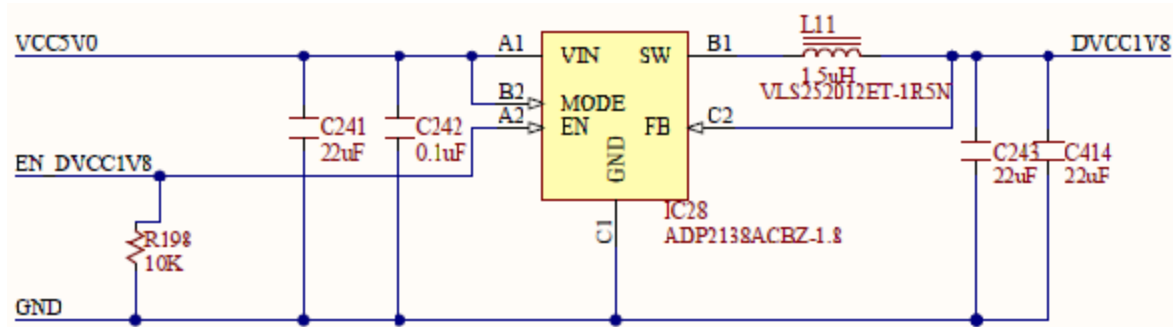 L11
VCC5V0
A1
VIN
SW
B1
DVCC1V8
1.5uH
VLS252012ET-1R5N
B2
MODE
A2
EN
FB
C2
C241
22uF
C242
0.1uF
GND
C243
22uF
C414
22uF
EN_DVCC1V8
C1
IC28
ADP2138ACBZ-1.8
R198
10K
GND